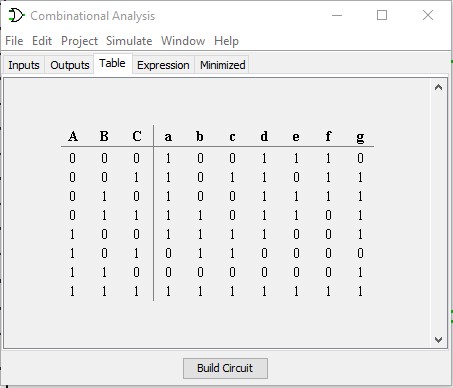 Combinational Analysis
File Edit Project Simulate Window Help
Inputs Outputs Table Expression Minimized
A B C a b c d e f g
0 0 0 1 0 0 1 1 1 0
0 0 1 1 0 1 1 0 1 1
0 1 0 1 0 0 1 1 1 1
0 1 1 1 1 0 1 1 0 1
1 0 0 1 1 1 1 0 0 1
1 0 1 0 1 1 0 0 0 0
1 1 0 0 0 0 0 0 0 1
1 1 1 1 1 1 1 1 1 1
Build Circuit